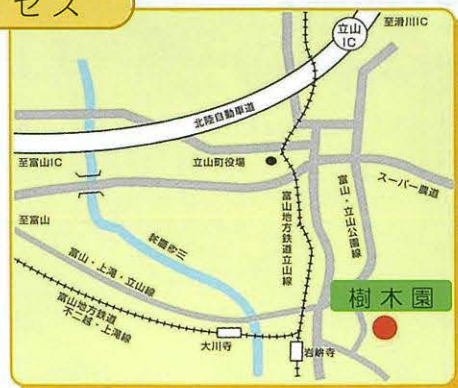 セス
立山
IC
至滑川IC
北陸自動車道
至富山IC
立山町役場
スーパー農道
富山地方鉄道立山線
富山・立山公園線
至富山
富山・上滝・立山線
富山地方鉄道
不二越・上滝線
樹木園
大川寺
岩峅寺